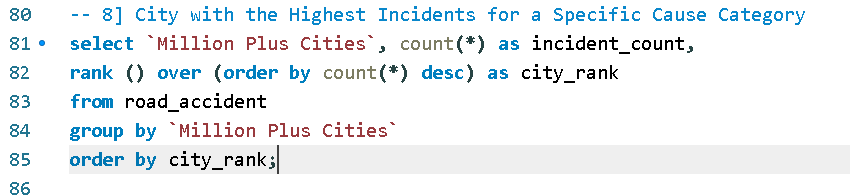 80 -- 8] City with the Highest Incidents for a Specific Cause Category
81 select `Million Plus Cities`, count(*) as incident_count,
82 rank () over (order by count(*) desc) as city_rank
83 from road_accident
84 group by `Million Plus Cities`
85 order by city_rank;
86